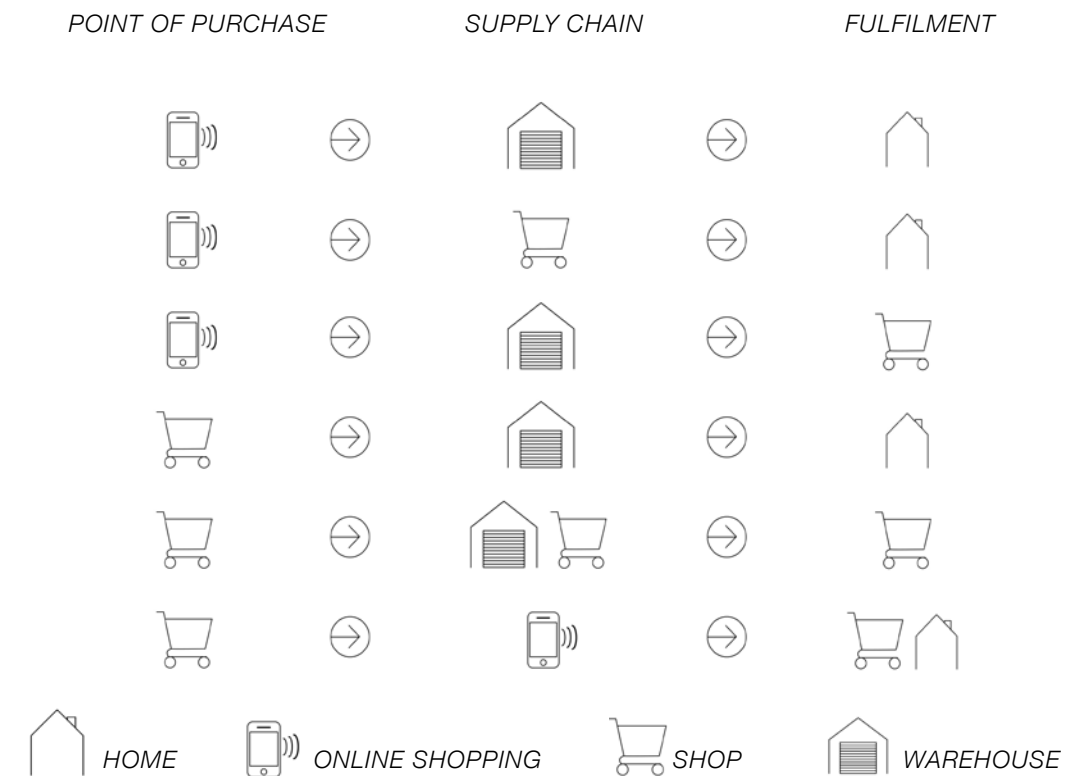 POINT OF PURCHASE SUPPLY CHAIN FULFILMENT
HOME ONLINE SHOPPING SHOP WAREHOUSE